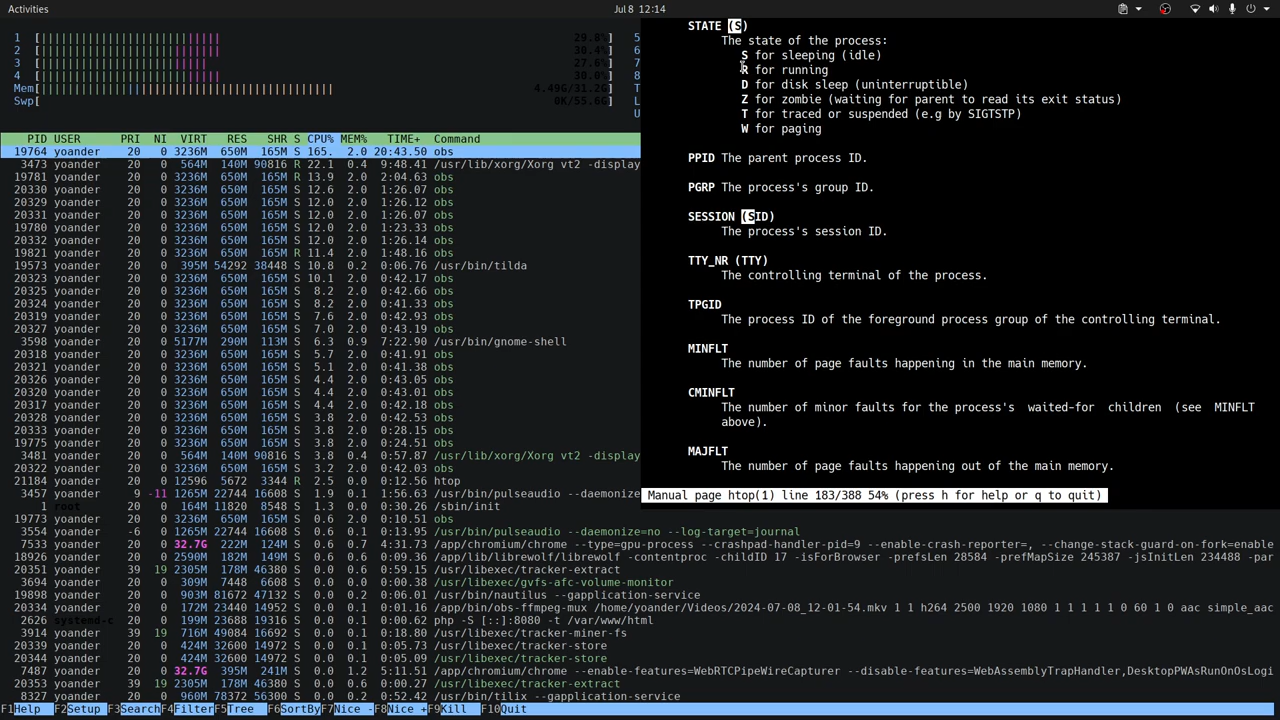 Activities
Jul 8 12:14
1 [ 29.8%]
2 [ 30.4%]
3 [ 27.6%]
4 [ 30.0%]
Mem[ 4.49G/31.2G]
Swp[ 0K/55.6G]
5
6
7
8
T
L
U
PID USER PRI NI VIRT RES SHR S CPU% MEM% TIME+ Command
19764 yoander 20 0 3236M 650M 165M S 165. 2.0 20:43.50 obs
3473 yoander 20 0 564M 140M 90816 R 22.1 0.4 9:48.41 /usr/lib/xorg/Xorg vt2 -display
19781 yoander 20 0 3236M 650M 165M R 13.9 2.0 2:04.63 obs
20330 yoander 20 0 3236M 650M 165M S 12.6 2.0 1:26.07 obs
20329 yoander 20 0 3236M 650M 165M S 12.0 2.0 1:26.12 obs
20331 yoander 20 0 3236M 650M 165M S 12.0 2.0 1:26.07 obs
19780 yoander 20 0 3236M 650M 165M S 12.0 2.0 1:23.33 obs
20332 yoander 20 0 3236M 650M 165M S 12.0 2.0 1:26.14 obs
19821 yoander 20 0 3236M 650M 165M R 11.4 2.0 1:48.16 obs
19573 yoander 20 0 395M 54292 38448 S 10.8 0.2 0:06.76 /usr/bin/tilda
20323 yoander 20 0 3236M 650M 165M S 10.1 2.0 0:42.17 obs
20325 yoander 20 0 3236M 650M 165M S 8.2 2.0 0:42.66 obs
20324 yoander 20 0 3236M 650M 165M S 8.2 2.0 0:41.33 obs
20319 yoander 20 0 3236M 650M 165M S 7.6 2.0 0:42.93 obs
20327 yoander 20 0 3236M 650M 165M S 7.0 2.0 0:43.19 obs
3598 yoander 20 0 5177M 290M 113M S 6.3 0.9 7:22.90 /usr/bin/gnome-shell
20318 yoander 20 0 3236M 650M 165M S 5.7 2.0 0:41.91 obs
20321 yoander 20 0 3236M 650M 165M S 5.1 2.0 0:41.38 obs
20326 yoander 20 0 3236M 650M 165M S 4.4 2.0 0:43.05 obs
20320 yoander 20 0 3236M 650M 165M S 4.4 2.0 0:43.01 obs
20317 yoander 20 0 3236M 650M 165M S 4.4 2.0 0:42.18 obs
20328 yoander 20 0 3236M 650M 165M S 3.8 2.0 0:42.53 obs
20333 yoander 20 0 3236M 650M 165M S 3.8 2.0 0:28.15 obs
19775 yoander 20 0 3236M 650M 165M S 3.8 2.0 0:24.51 obs
3481 yoander 20 0 564M 140M 90816 S 3.8 0.4 0:57.87 /usr/lib/xorg/Xorg vt2 -display
20322 yoander 20 0 3236M 650M 165M S 3.2 2.0 0:42.03 obs
21184 yoander 20 0 12596 5672 3344 R 2.5 0.0 0:12.56 htop
3457 yoander 9 -11 1265M 22744 16608 S 1.9 0.1 1:56.63 /usr/bin/pulseaudio --daemonize
1 root 20 0 164M 11820 8548 S 1.3 0.0 0:30.26 /sbin/init
19773 yoander 20 0 3236M 650M 165M S 0.6 2.0 0:10.19 obs
3554 yoander -6 0 1265M 22744 16608 S 0.6 0.1 0:13.95 /usr/bin/pulseaudio --daemonize=no --log-target=journal
7533 yoander 20 0 32.7G 222M 124M S 0.6 0.7 4:31.73 /app/chromium/chrome --type=gpu-process --crashpad-handler-pid=9 --enable-crash-reporter=, --change-stack-guard-on-fork=enable
18926 yoander 20 0 2590M 182M 149M S 0.6 0.6 0:09.36 /app/lib/librewolf/librewolf -contentproc -childID 17 -isForBrowser -prefsLen 28584 -prefMapSize 245387 -jsInitLen 234488 -par
20351 yoander 39 19 2305M 178M 46380 S 0.6 0.6 0:59.15 /usr/libexec/tracker-extract
3694 yoander 20 0 309M 7448 6608 S 0.6 0.0 0:00.38 /usr/libexec/gvfs-afc-volume-monitor
19898 yoander 20 0 903M 81672 47132 S 0.6 0.2 0:06.01 /usr/bin/nautilus --gapplication-service
20334 yoander 20 0 172M 23440 14952 S 0.6 0.1 0:01.16 /app/bin/obs-ffmpeg-mux /home/yoander/Videos/2024-07-08_12-01-54.mkv 1 1 h264 2500 1920 1080 1 1 1 1 1 0 60 1 0 aac simple_aac
2626 systemd-c 20 0 199M 23688 19316 S 0.6 0.1 0:00.62 php -S [::]:8080 -t /var/www/html
3914 yoander 39 19 716M 49084 16692 S 0.0 0.1 0:18.80 /usr/libexec/tracker-miner-fs
20339 yoander 20 0 424M 32600 14972 S 0.0 0.1 0:05.73 /usr/libexec/tracker-store
20344 yoander 20 0 424M 32600 14972 S 0.0 0.1 0:05.09 /usr/libexec/tracker-store
7487 yoander 20 0 32.7G 395M 241M S 0.0 1.2 5:11.51 /app/chromium/chrome --enable-features=WebRTCPipeWireCapturer --disable-features=WebAssemblyTrapHandler,DesktopPWAsRunOnOsLogi
20353 yoander 39 19 2305M 178M 46380 S 0.0 0.6 0:00.27 /usr/libexec/tracker-extract
8327 yoander 20 0 960M 78372 56300 S 0.0 0.2 0:52.42 /usr/bin/tilix --gapplication-service
F1Help F2Setup F3SearchF4FilterF5Tree F6SortByF7Nice -F8Nice +F9Kill F10Quit
STATE (S)
The state of the process:
S for sleeping (idle)
R for running
D for disk sleep (uninterruptible)
Z for zombie (waiting for parent to read its exit status)
T for traced or suspended (e.g by SIGTSTP)
W for paging
PPID The parent process ID.
PGRP The process's group ID.
SESSION (SID)
The process's session ID.
TTY_NR (TTY)
The controlling terminal of the process.
TPGID
The process ID of the foreground process group of the controlling terminal.
MINFLT
The number of page faults happening in the main memory.
CMINFLT
The number of minor faults for the process's waited-for children (see MINFLT
above).
MAJFLT
The number of page faults happening out of the main memory.
Manual page htop(1) line 183/388 54% (press h for help or q to quit)